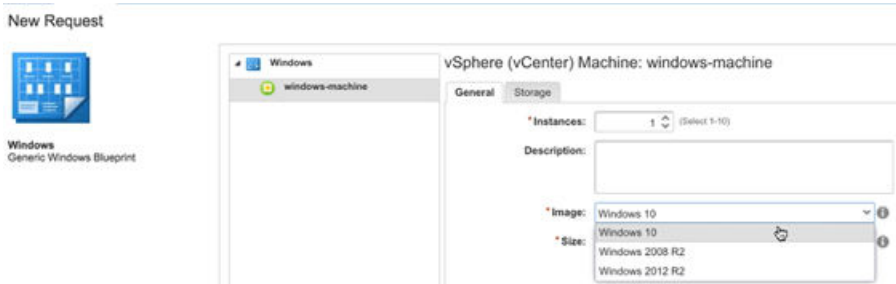 New Request
Windows
Generic Windows Blueprint
Windows
windows-machine
vSphere (vCenter) Machine: windows-machine
General Storage
*Instances: 1 (Select 1-10)
Description:
*Image: Windows 10
Windows 10
*Size:
Windows 2008 R2
Windows 2012 R2